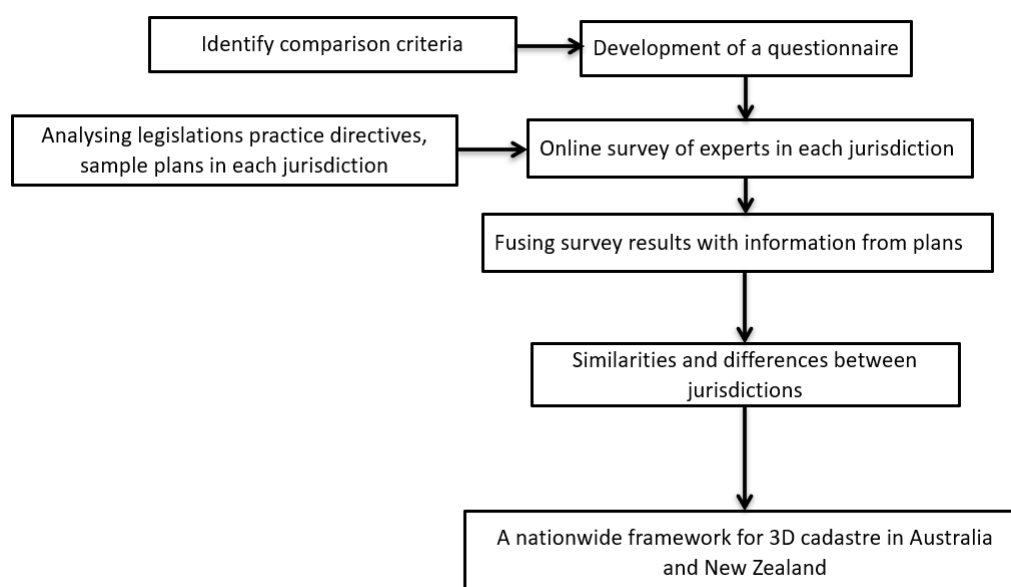 Identify comparison criteria
Development of a questionnaire
Analysing legislations practice directives,
sample plans in each jurisdiction
Online survey of experts in each jurisdiction
Fusing survey results with information from plans
Similarities and differences between
jurisdictions
A nationwide framework for 3D cadastre in Australia
and New Zealand